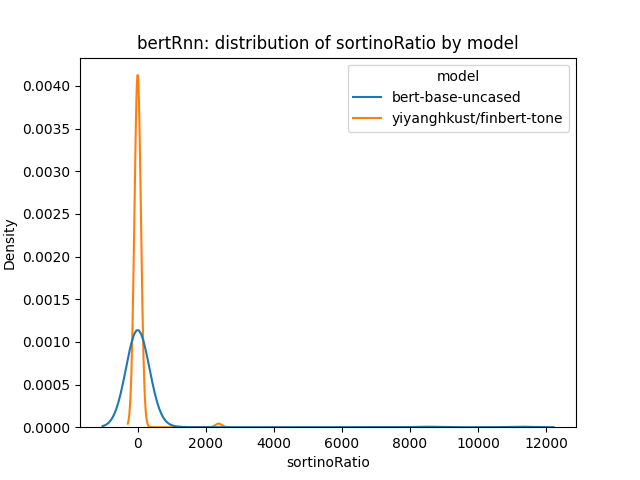 bertRnn: distribution of sortinoRatio by model
model
bert-base-uncased
yiyanghkust/finbert-tone
Density
0.0040
0.0035
0.0030
0.0025
0.0020
0.0015
0.0010
0.0005
0.0000
0 2000 4000 6000 8000 10000 12000
sortinoRatio